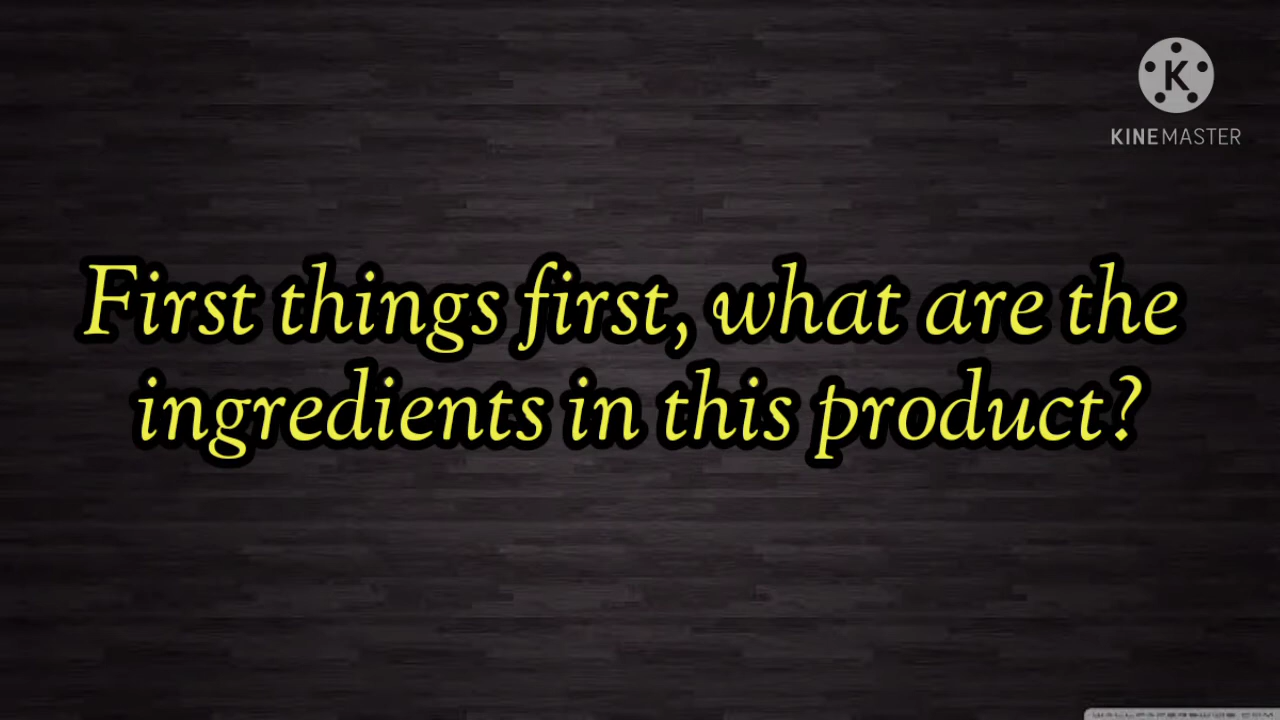 KINEMASTER
First things first, what are the
ingredients in this product?